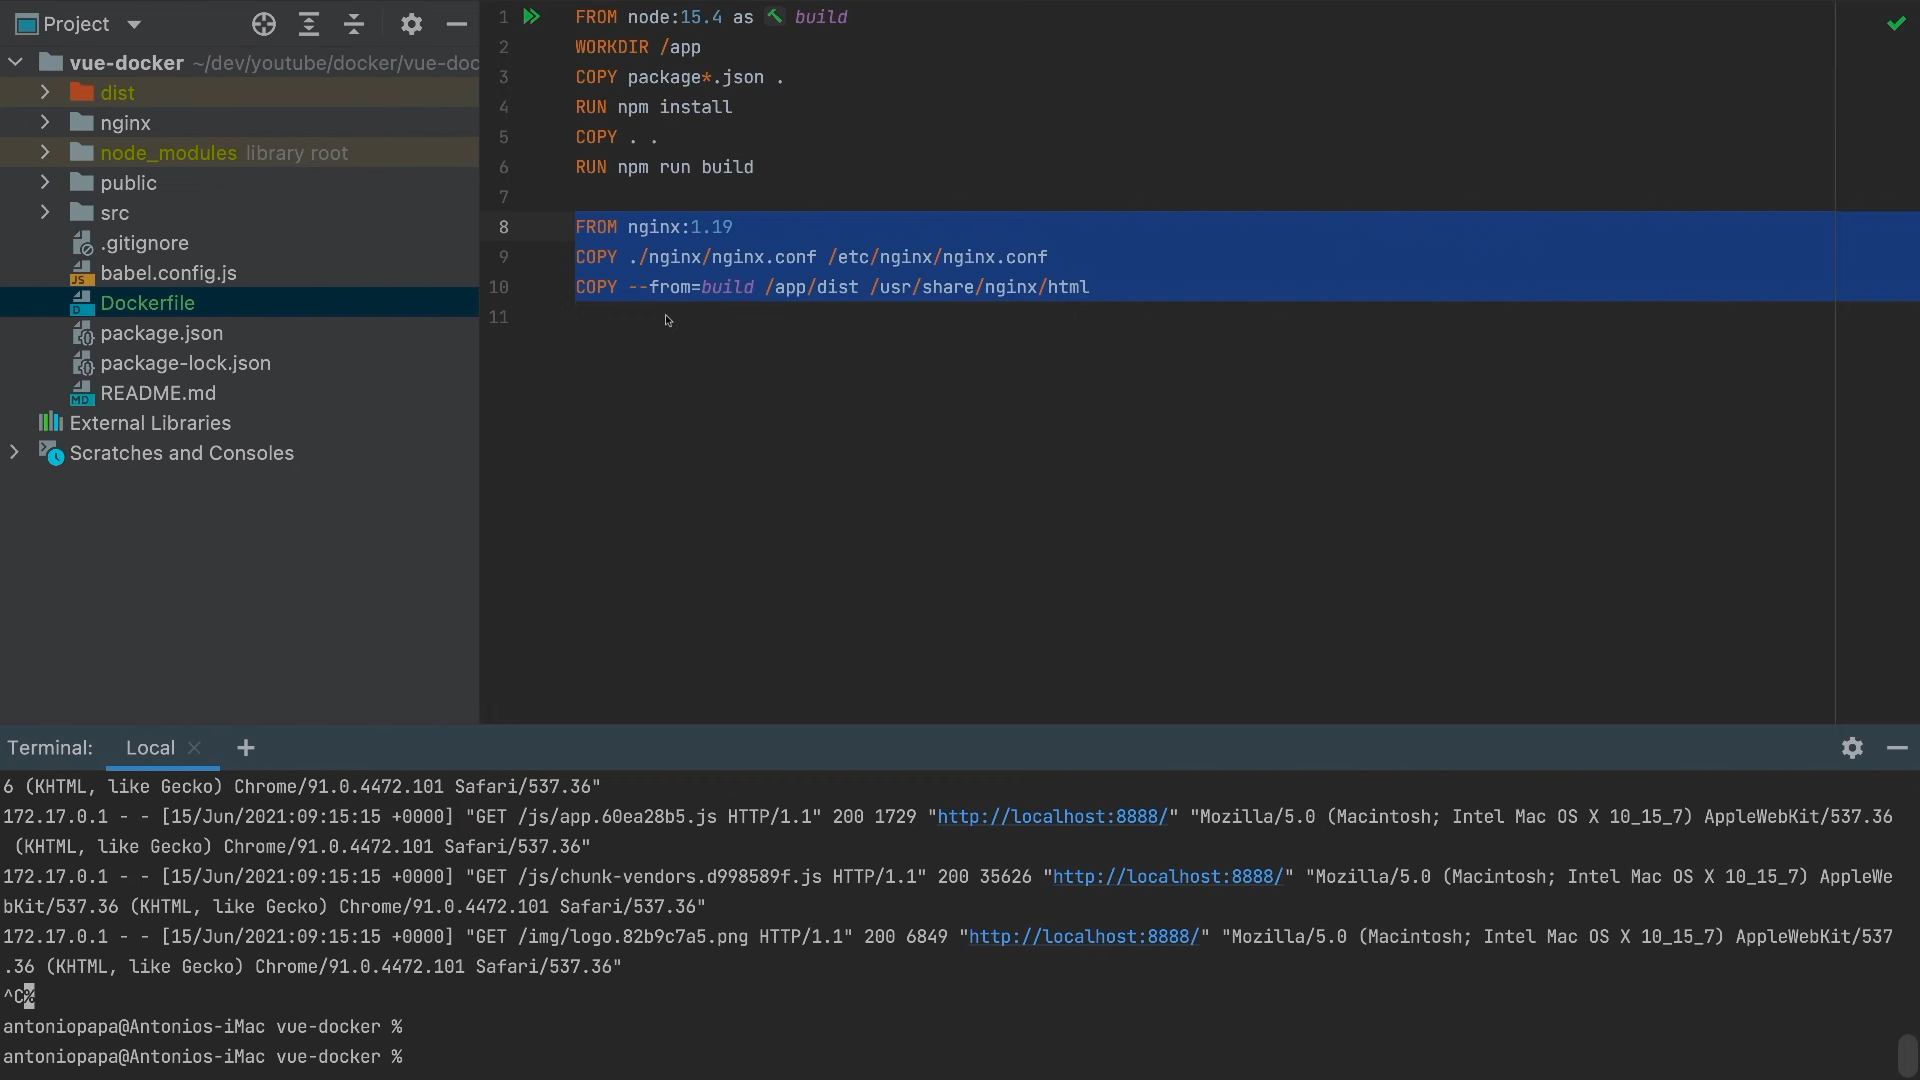 Project
vue-docker ~/dev/youtube/docker/vue-doc
dist
nginx
node_modules library root
public
src
.gitignore
babel.config.js
Dockerfile
package.json
package-lock.json
README.md
External Libraries
Scratches and Consoles
1 FROM node:15.4 as build
2 WORKDIR /app
3 COPY package*.json .
4 RUN npm install
5 COPY . .
6 RUN npm run build
7
8 FROM nginx:1.19
9 COPY ./nginx/nginx.conf /etc/nginx/nginx.conf
10 COPY --from=build /app/dist /usr/share/nginx/html
11
Terminal: Local
6 (KHTML, like Gecko) Chrome/91.0.4472.101 Safari/537.36"
172.17.0.1 - - [15/Jun/2021:09:15:15 +0000] "GET /js/app.60ea28b5.js HTTP/1.1" 200 1729 "http://localhost:8888/" "Mozilla/5.0 (Macintosh; Intel Mac OS X 10_15_7) AppleWebKit/537.36
(KHTML, like Gecko) Chrome/91.0.4472.101 Safari/537.36"
172.17.0.1 - - [15/Jun/2021:09:15:15 +0000] "GET /js/chunk-vendors.d998589f.js HTTP/1.1" 200 35626 "http://localhost:8888/" "Mozilla/5.0 (Macintosh; Intel Mac OS X 10_15_7) AppleWe
bKit/537.36 (KHTML, like Gecko) Chrome/91.0.4472.101 Safari/537.36"
172.17.0.1 - - [15/Jun/2021:09:15:15 +0000] "GET /img/logo.82b9c7a5.png HTTP/1.1" 200 6849 "http://localhost:8888/" "Mozilla/5.0 (Macintosh; Intel Mac OS X 10_15_7) AppleWebKit/537
.36 (KHTML, like Gecko) Chrome/91.0.4472.101 Safari/537.36"
^C%
antoniopapa@Antonios-iMac vue-docker %
antoniopapa@Antonios-iMac vue-docker %